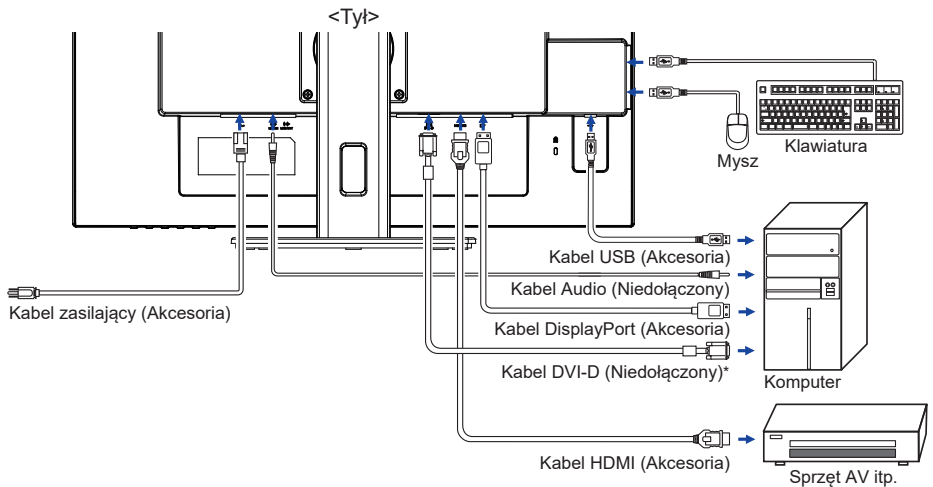 <Tył>
Klawiatura
Mysz
Kabel USB (Akcesoria)
Kabel Audio (Niedołączony)
Kabel zasilający (Akcesoria)
Kabel DisplayPort (Akcesoria)
Kabel DVI-D (Niedołączony)*
Komputer
Kabel HDMI (Akcesoria)
Sprzęt AV itp.